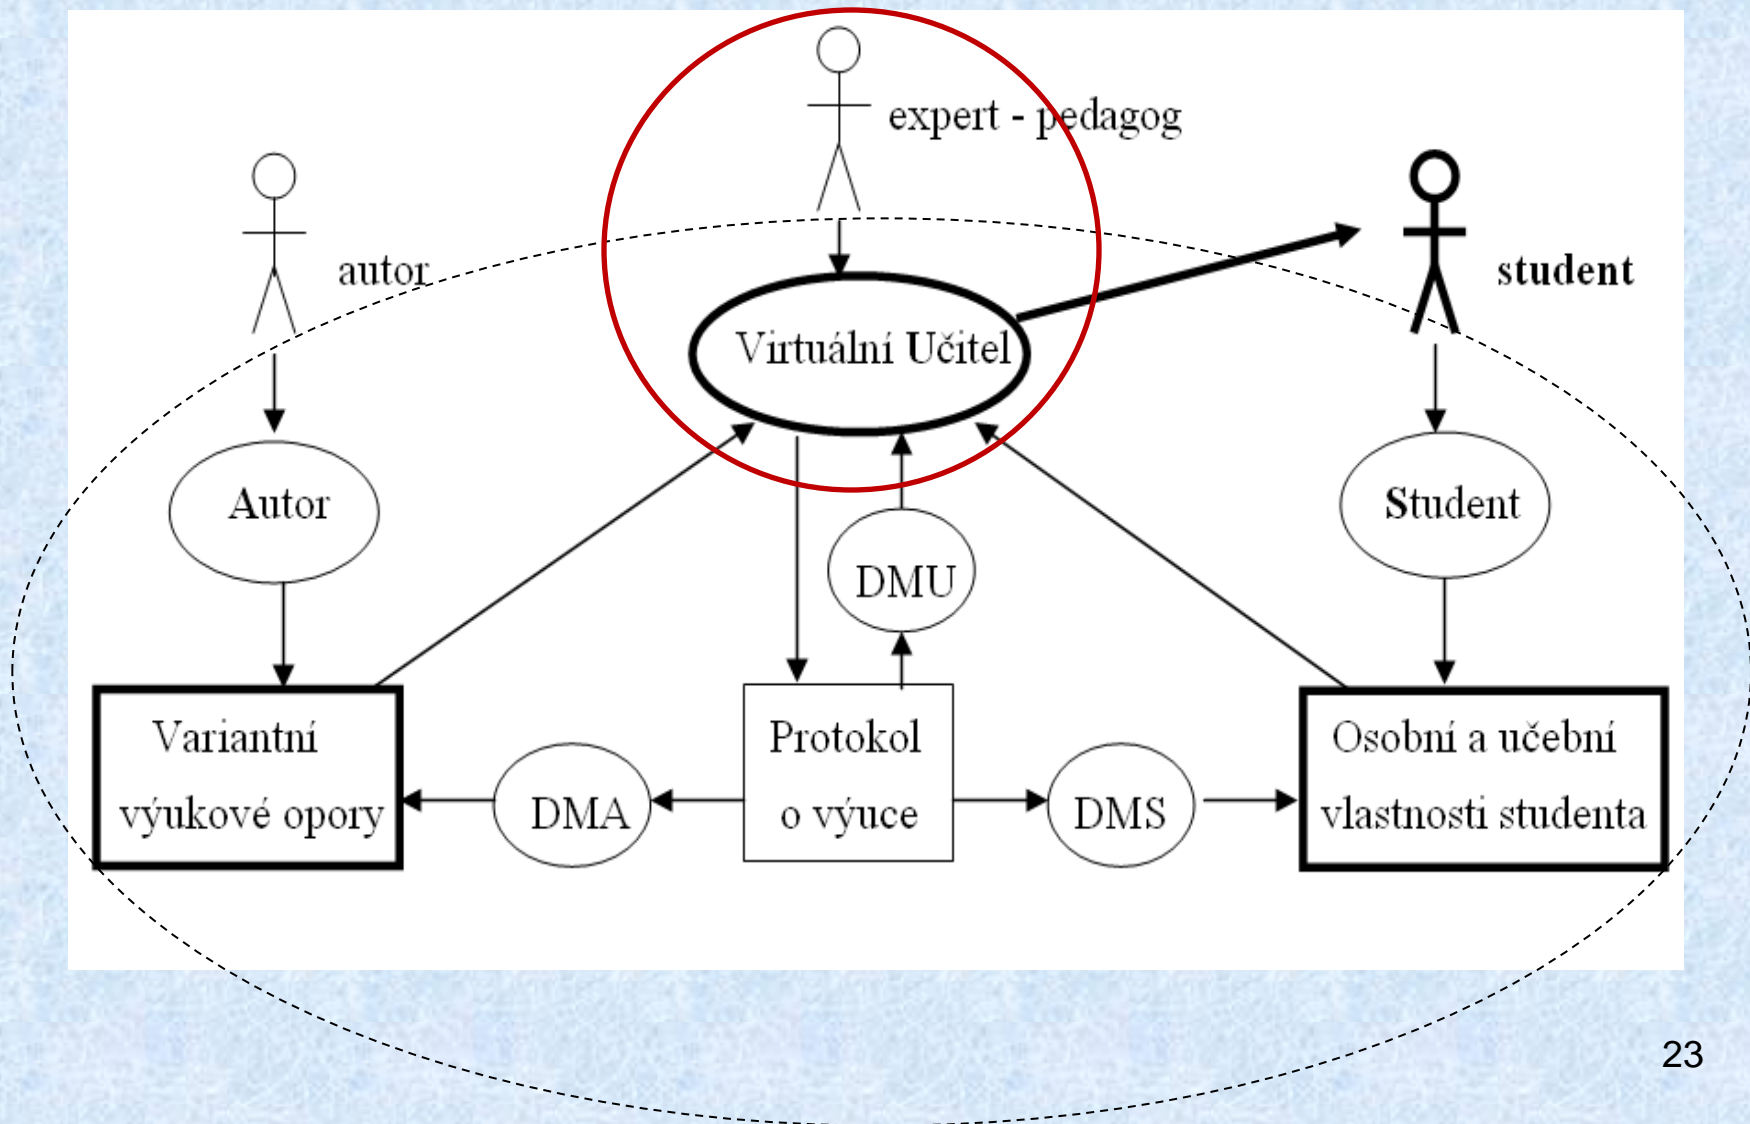 expert - pedagog
autor
student
Virtuální Učitel
Autor
Student
DMU
Variantní
výukové opory
DMA
Protokol
o výuce
DMS
Osobní a učební
vlastnosti studenta
23